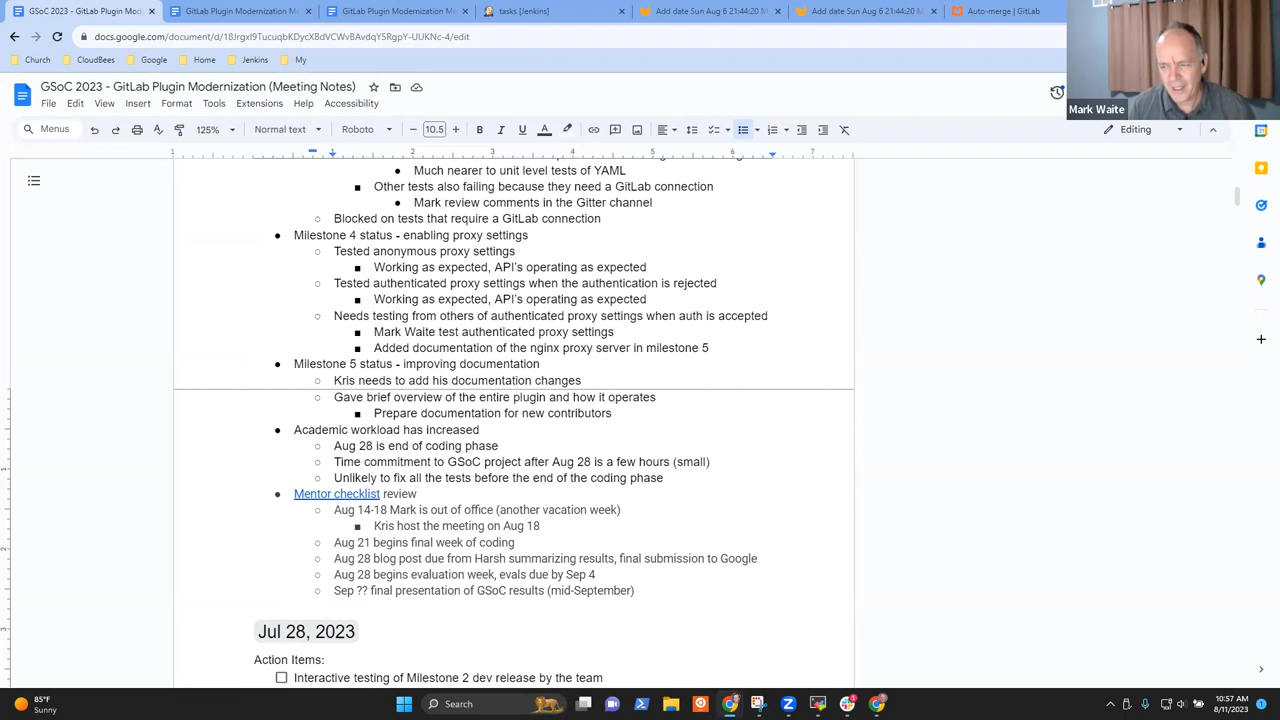 GSoC 2023 - GitLab Plugin Moderniza
GitLab Plugin Modernization M
GitLab Plugin Modernization M
tasks [Jenkins]
Add date Sun Aug 6 21:44:20 M
Add date Sun Aug 6 21:44:20 M
Auto-merge | GitLab
Church
CloudBees
Google
Home
Jenkins
My
GSoC 2023 - GitLab Plugin Modernization (Meeting Notes)
File Edit View Insert Format Tools Extensions Help Accessibility
Mark Waite
Menus
125%
Normal text
Roboto
10.5
Editing
1 1 2 3 4 5 6 7
Much nearer to unit level tests of YAML
Other tests also failing because they need a GitLab connection
Mark review comments in the Gitter channel
Blocked on tests that require a GitLab connection
Milestone 4 status - enabling proxy settings
Tested anonymous proxy settings
Working as expected, API's operating as expected
Tested authenticated proxy settings when the authentication is rejected
Working as expected, API's operating as expected
Needs testing from others of authenticated proxy settings when auth is accepted
Mark Waite test authenticated proxy settings
Added documentation of the nginx proxy server in milestone 5
Milestone 5 status - improving documentation
Kris needs to add his documentation changes
Gave brief overview of the entire plugin and how it operates
Prepare documentation for new contributors
Academic workload has increased
Aug 28 is end of coding phase
Time commitment to GSoC project after Aug 28 is a few hours (small)
Unlikely to fix all the tests before the end of the coding phase
Mentor checklist review
Aug 14-18 Mark is out of office (another vacation week)
Kris host the meeting on Aug 18
Aug 21 begins final week of coding
Aug 28 blog post due from Harsh summarizing results, final submission to Google
Aug 28 begins evaluation week, evals due by Sep 4
Sep ?? final presentation of GSoC results (mid-September)
Jul 28, 2023
Action Items:
Interactive testing of Milestone 2 dev release by the team
85°F
Sunny
Search
10:57 AM
8/11/2023